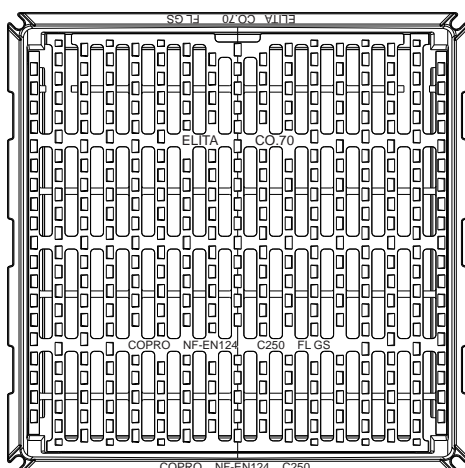 ELITA CO.70 FL GS
ELITA CO.70
COPRO NF-EN124 C250 FL GS
COPRO NF-EN124 C250